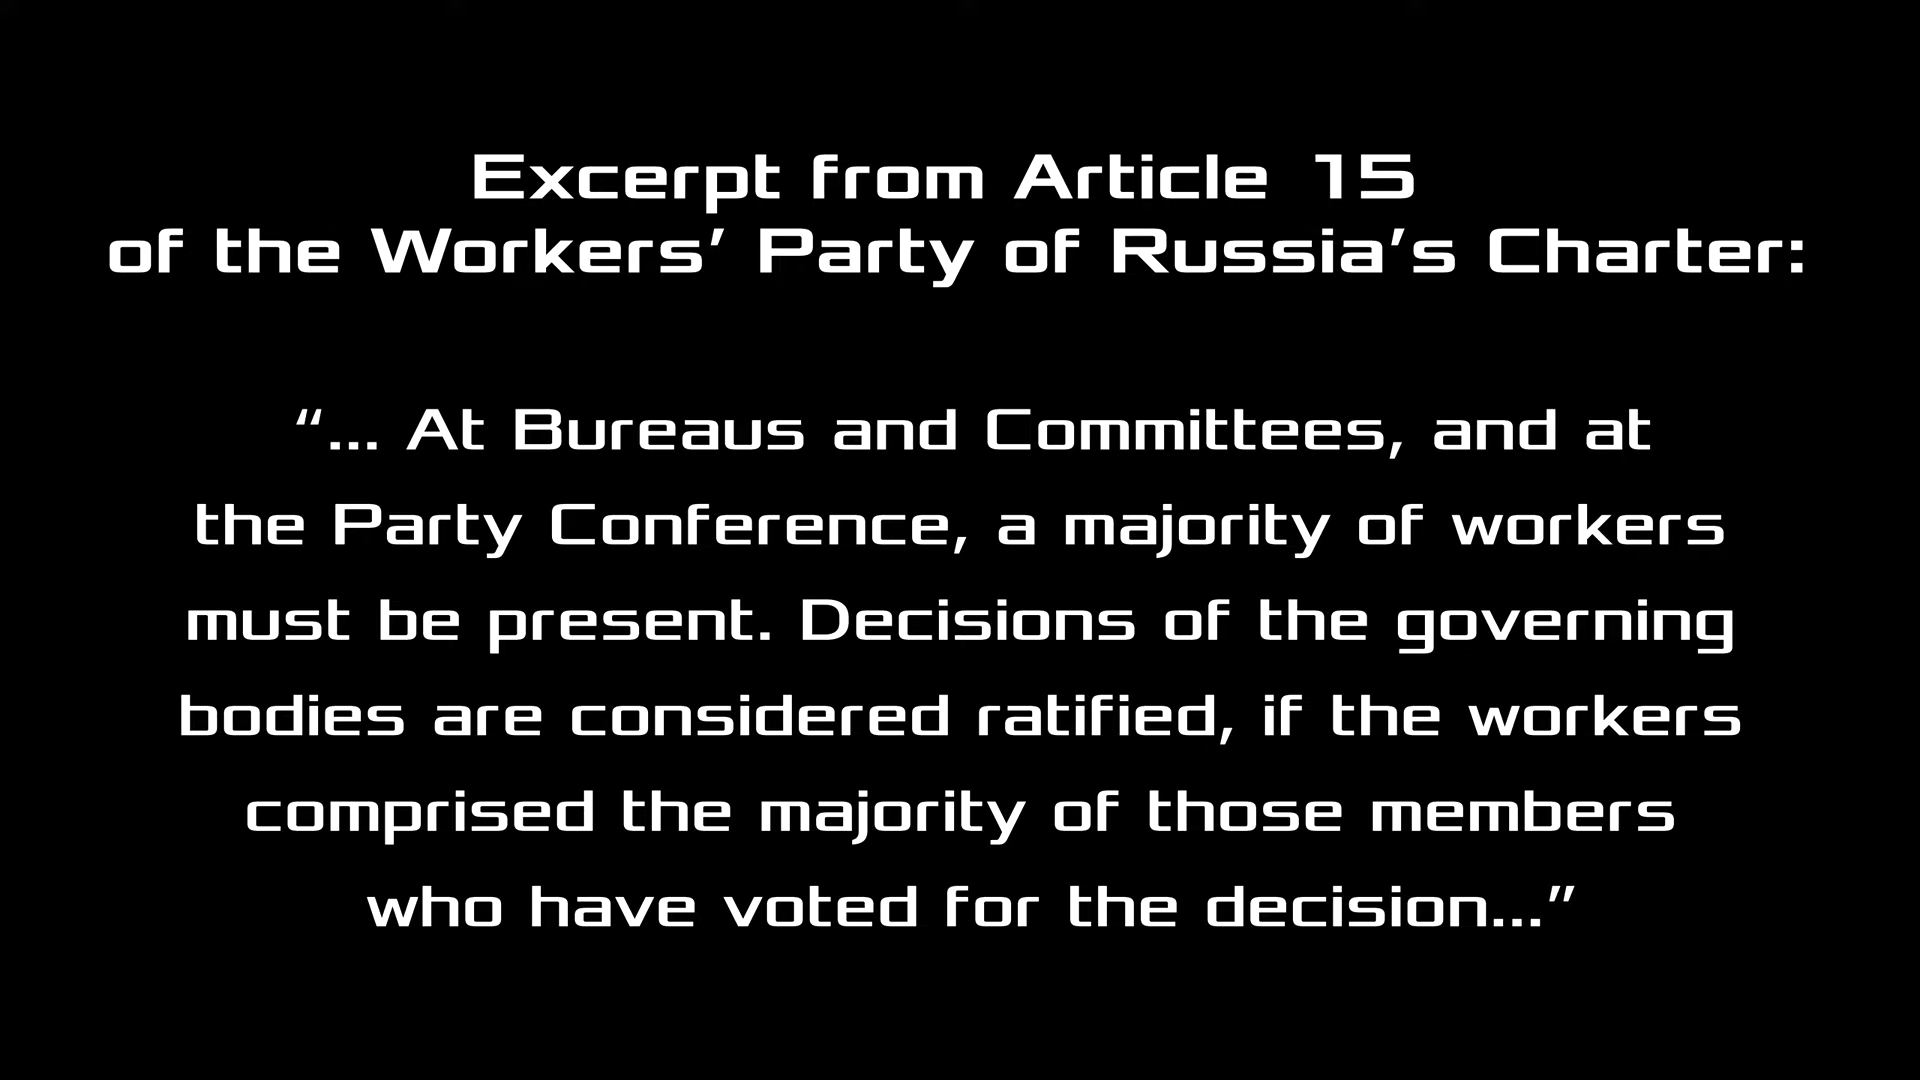 Excerpt from Article 15
of the Workers’ Party of Russia’s Charter:
“... At Bureaus and Committees, and at
the Party Conference, a majority of workers
must be present. Decisions of the governing
bodies are considered ratified, if the workers
comprised the majority of those members
who have voted for the decision...”